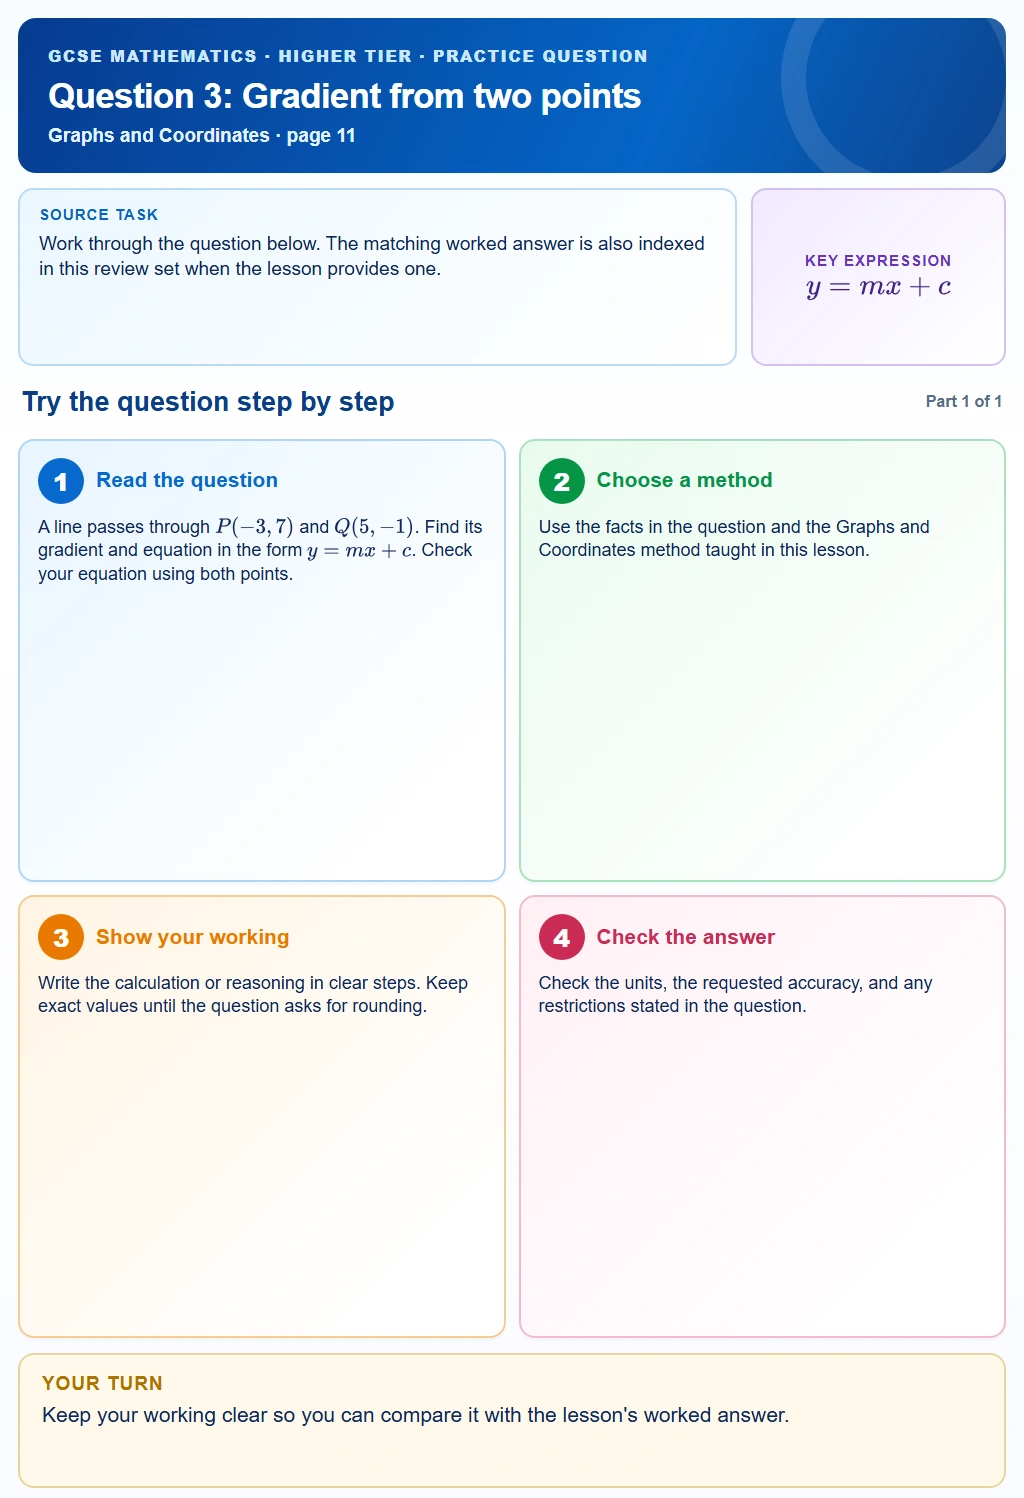 GCSE MATHEMATICS · HIGHER TIER · PRACTICE QUESTION
Question 3: Gradient from two points
Graphs and Coordinates · page 11
SOURCE TASK
Work through the question below. The matching worked answer is also indexed
in this review set when the lesson provides one.
KEY EXPRESSION
y = mx + c
Try the question step by step
Part 1 of 1
1 Read the question
A line passes through P(−3, 7) and Q(5, −1). Find its
gradient and equation in the form y = mx + c. Check
your equation using both points.
2 Choose a method
Use the facts in the question and the Graphs and
Coordinates method taught in this lesson.
3 Show your working
Write the calculation or reasoning in clear steps. Keep
exact values until the question asks for rounding.
4 Check the answer
Check the units, the requested accuracy, and any
restrictions stated in the question.
YOUR TURN
Keep your working clear so you can compare it with the lesson's worked answer.